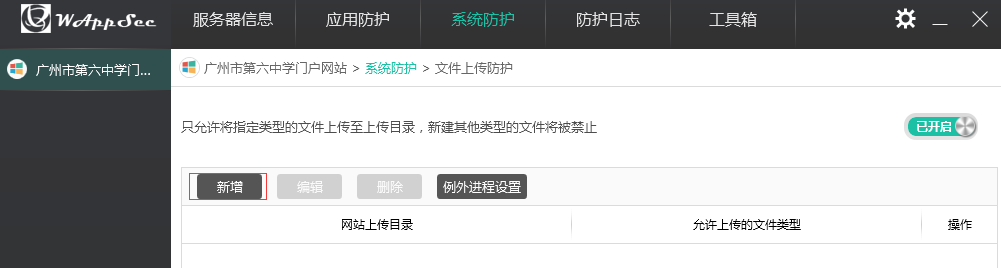 WAppSec 服务器信息 应用防护 系统防护 防护日志 工具箱
广州市第六中学门... 广州市第六中学门户网站 > 系统防护 > 文件上传防护
只允许将指定类型的文件上传至上传目录，新建其他类型的文件将被禁止 已开启
新增 编辑 删除 例外进程设置
网站上传目录 允许上传的文件类型 操作